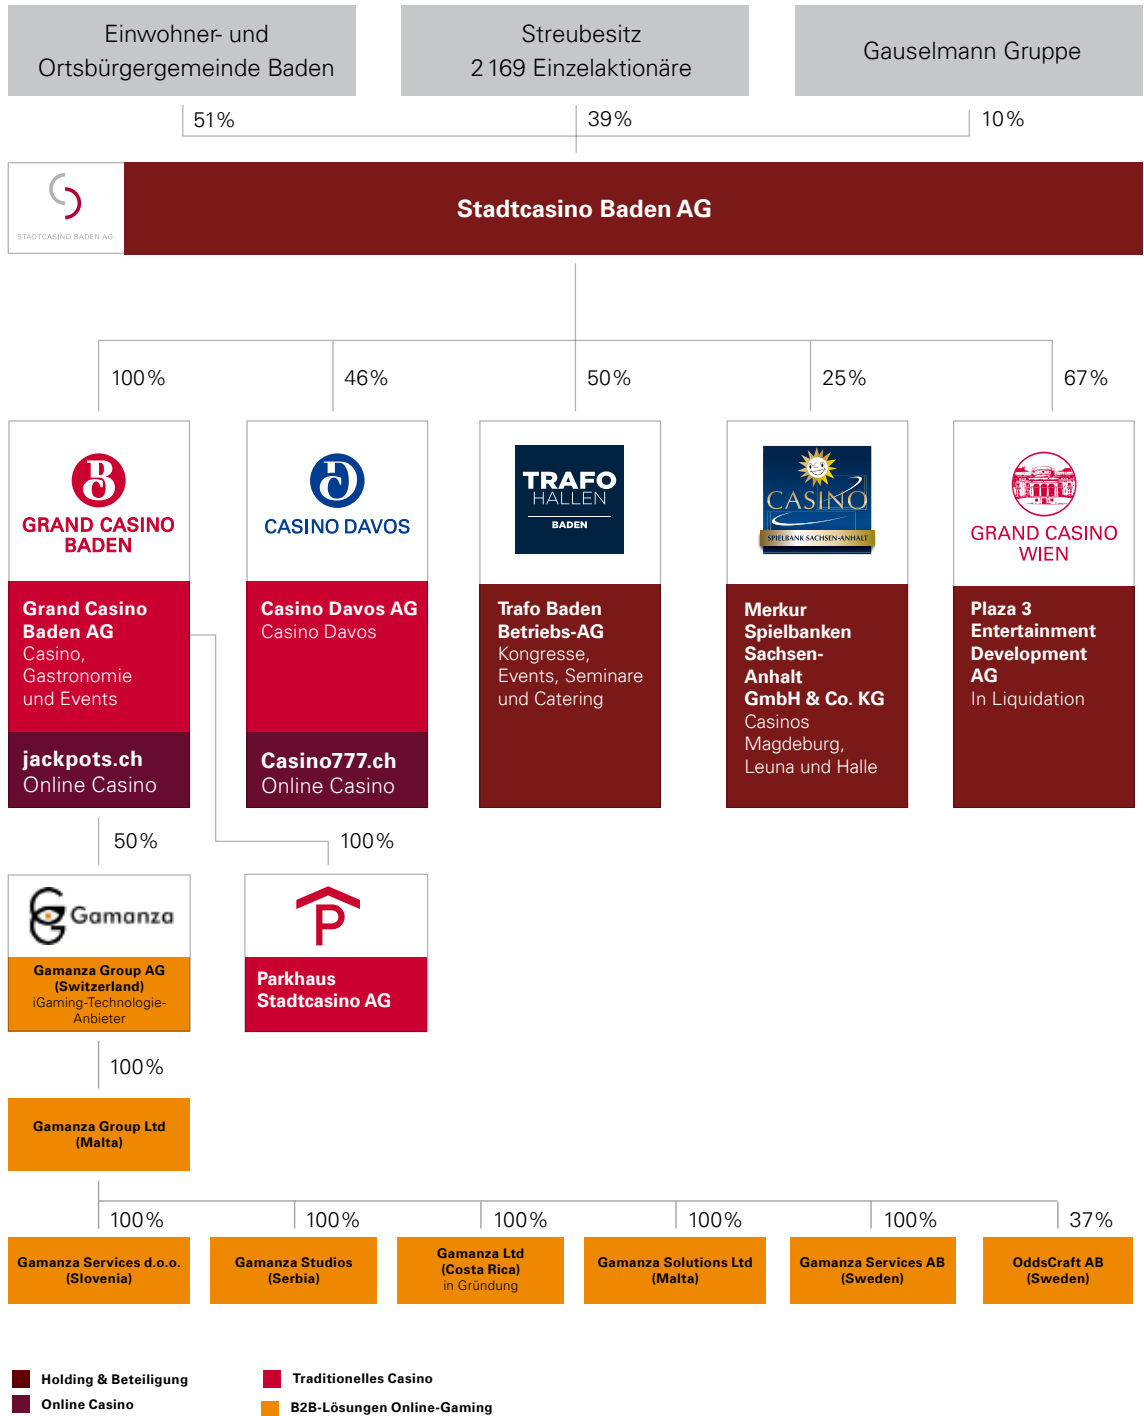 Einwohner- und
Ortsbürgergemeinde Baden
Streubesitz
2 169 Einzelaktionäre
Gauselmann Gruppe
51%
39%
10%
STADTCASINO BADEN AG
Stadtcasino Baden AG
100%
46%
50%
25%
67%
GRAND CASINO
BADEN
CASINO DAVOS
TRAFO
HALLEN
BADEN
CASINO
SPIELBANK SACHSEN-ANHALT
GRAND CASINO
WIEN
Grand Casino
Baden AG
Casino,
Gastronomie
und Events
jackpots.ch
Online Casino
Casino Davos AG
Casino Davos
Casino777.ch
Online Casino
Trafo Baden
Betriebs-AG
Kongresse,
Events, Seminare
und Catering
Merkur
Spielbanken
Sachsen-
Anhalt
GmbH & Co. KG
Casinos
Magdeburg,
Leuna und Halle
Plaza 3
Entertainment
Development
AG
In Liquidation
50%
100%
Gamanza
Gamanza Group AG
(Switzerland)
iGaming-Technologie-
Anbieter
P
Parkhaus
Stadtcasino AG
100%
Gamanza Group Ltd
(Malta)
100%
100%
100%
100%
100%
37%
Gamanza Services d.o.o.
(Slovenia)
Gamanza Studios
(Serbia)
Gamanza Ltd
(Costa Rica)
in Gründung
Gamanza Solutions Ltd
(Malta)
Gamanza Services AB
(Sweden)
OddsCraft AB
(Sweden)
Holding & Beteiligung
Online Casino
Traditionelles Casino
B2B-Lösungen Online-Gaming